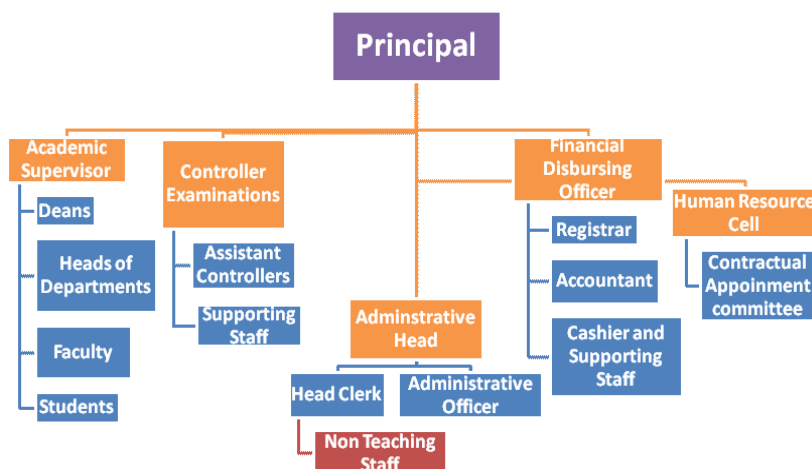 Principal
Academic
Supervisor
Deans
Heads of
Departments
Faculty
Students
Controller
Examinations
Assistant
Controllers
Supporting
Staff
Adminstrative
Head
Head Clerk
Administrative
Officer
Non Teaching
Staff
Financial
Disbursing
Officer
Registrar
Accountant
Cashier and
Supporting
Staff
Human Resource
Cell
Contractual
Appoinment
committee